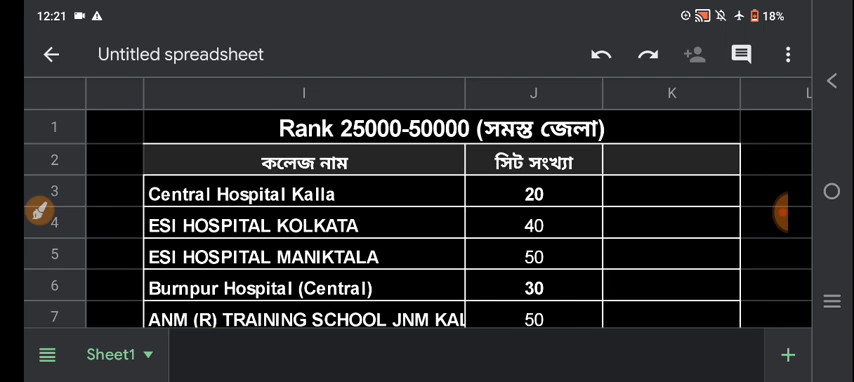 12:21 18%
Untitled spreadsheet
I J K L
1 Rank 25000-50000 (সমস্ত জেলা)
2 কলেজ নাম সিট সংখ্যা
3 Central Hospital Kalla 20
4 ESI HOSPITAL KOLKATA 40
5 ESI HOSPITAL MANIKTALA 50
6 Burnpur Hospital (Central) 30
7 ANM (R) TRAINING SCHOOL JNM KAL 50
Sheet1